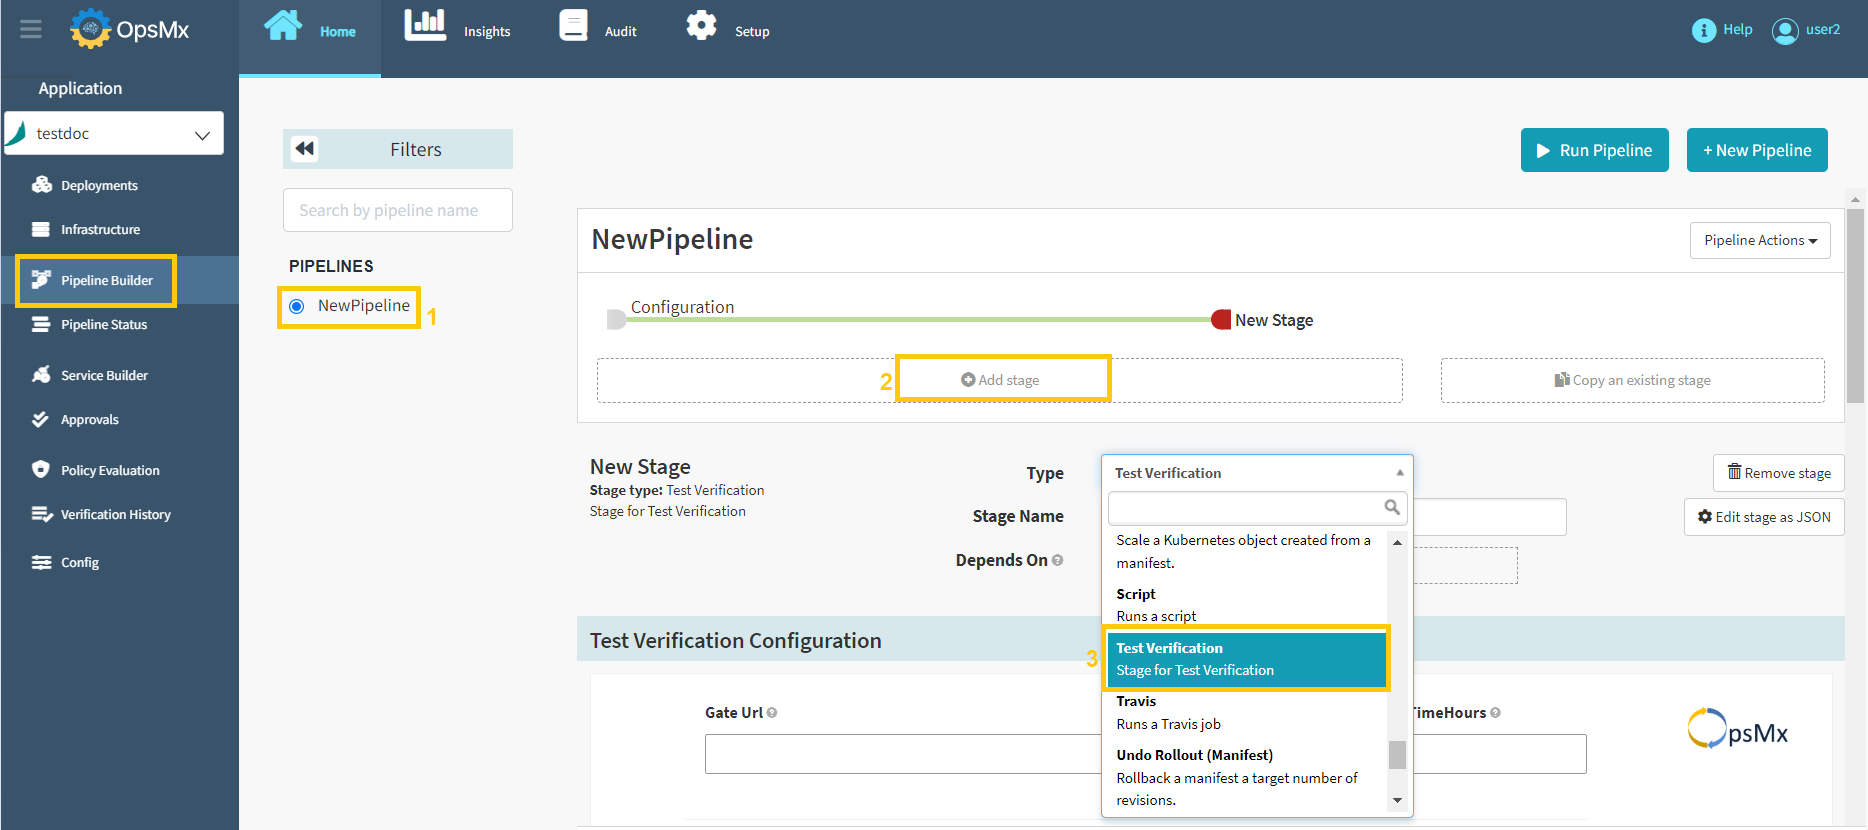 OpsMx
Home
Insights
Audit
Setup
Help
user2
Application
testdoc
Deployments
Infrastructure
Pipeline Builder
Pipeline Status
Service Builder
Approvals
Policy Evaluation
Verification History
Config
Filters
Search by pipeline name
PIPELINES
NewPipeline
1
Run Pipeline
+ New Pipeline
NewPipeline
Pipeline Actions
Configuration
New Stage
2
Add stage
Copy an existing stage
New Stage
Stage type: Test Verification
Stage for Test Verification
Type
Stage Name
Depends On
Test Verification
Scale a Kubernetes object created from a
manifest.
Script
Runs a script
3
Test Verification
Stage for Test Verification
Travis
Runs a Travis job
Undo Rollout (Manifest)
Rollback a manifest a target number of
revisions.
Remove stage
Edit stage as JSON
Test Verification Configuration
Gate Url
TimeHours
OpsMx